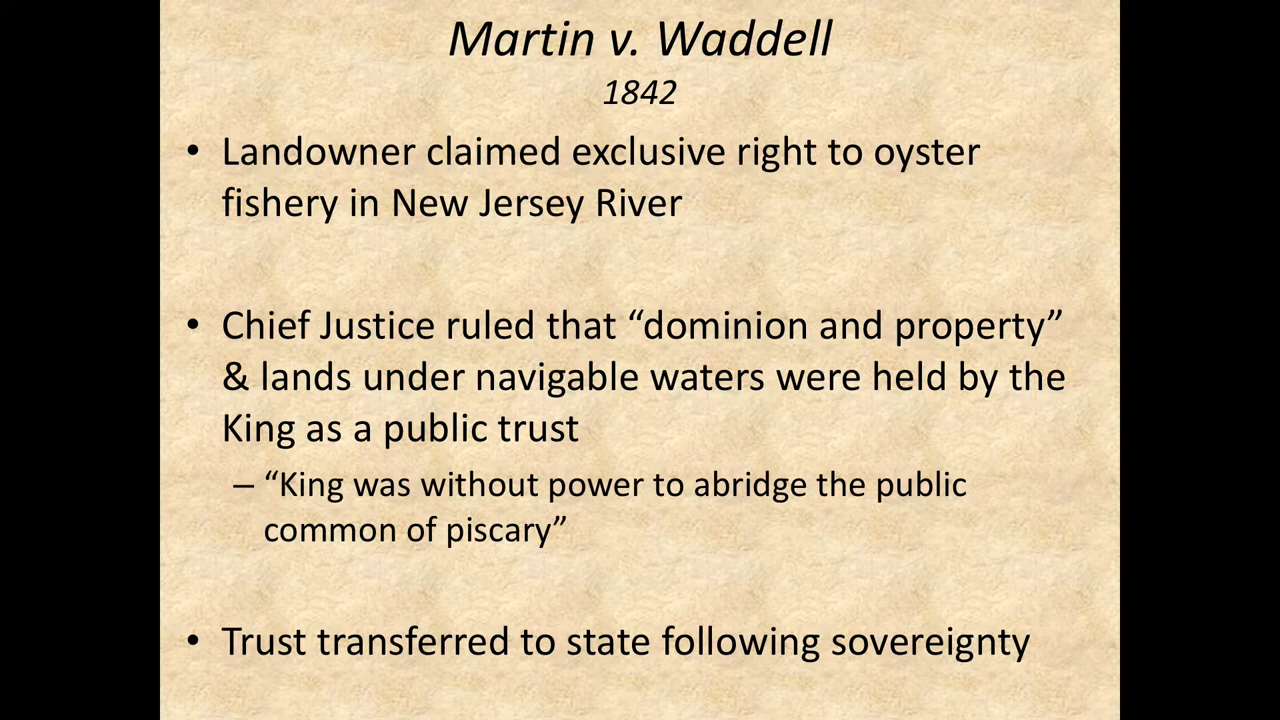 Martin v. Waddell
1842
• Landowner claimed exclusive right to oyster
fishery in New Jersey River
• Chief Justice ruled that “dominion and property”
& lands under navigable waters were held by the
King as a public trust
– “King was without power to abridge the public
common of piscary”
• Trust transferred to state following sovereignty